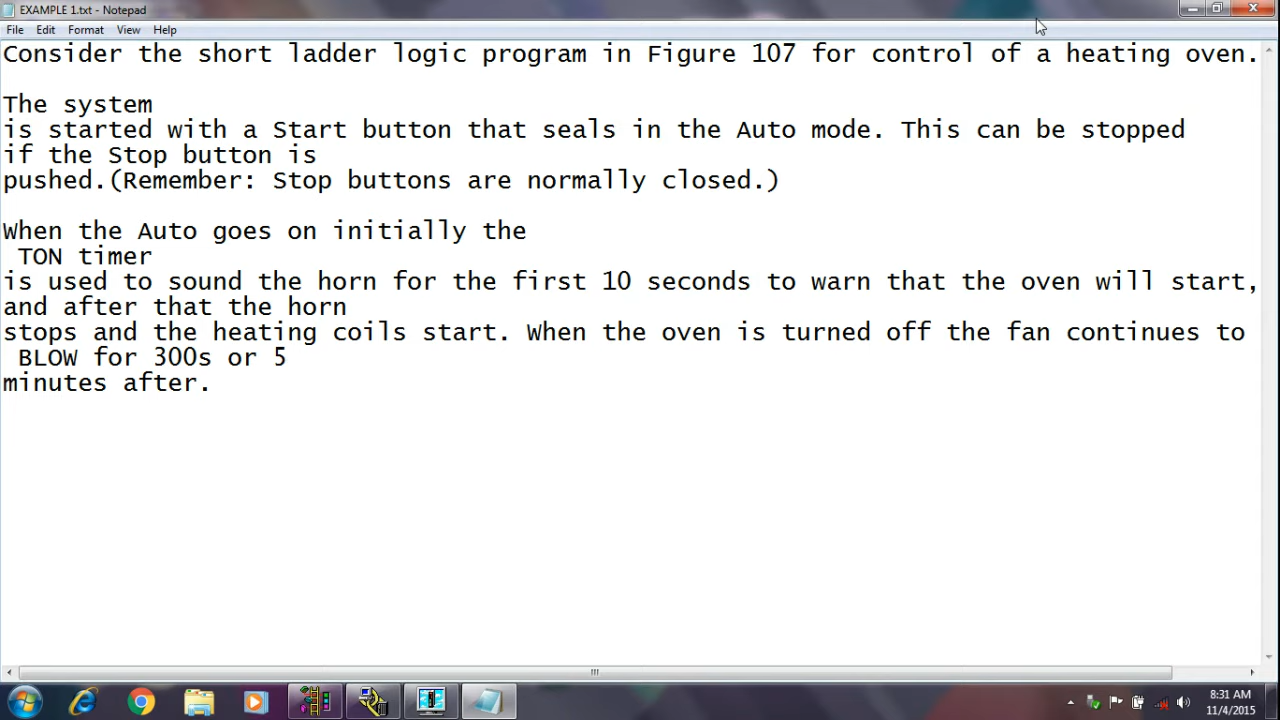 EXAMPLE 1.txt - Notepad
File Edit Format View Help
Consider the short ladder logic program in Figure 107 for control of a heating oven.
The system
is started with a Start button that seals in the Auto mode. This can be stopped
if the Stop button is
pushed.(Remember: Stop buttons are normally closed.)
When the Auto goes on initially the
TON timer
is used to sound the horn for the first 10 seconds to warn that the oven will start,
and after that the horn
stops and the heating coils start. When the oven is turned off the fan continues to
BLOW for 300s or 5
minutes after.
8:31 AM
11/4/2015